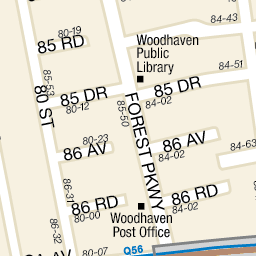 80-19
84-43
85 RD
Woodhaven
Public
Library
84-51
85-53
80 ST
85 DR
85 DR
80-12
84-02
85-50
FOREST PKWY
80-23
86 AV
86 AV
84-02
84-63
86-31
86 RD
86 RD
80-00
84-02
Woodhaven
Post Office
86-32
80-07
Q56